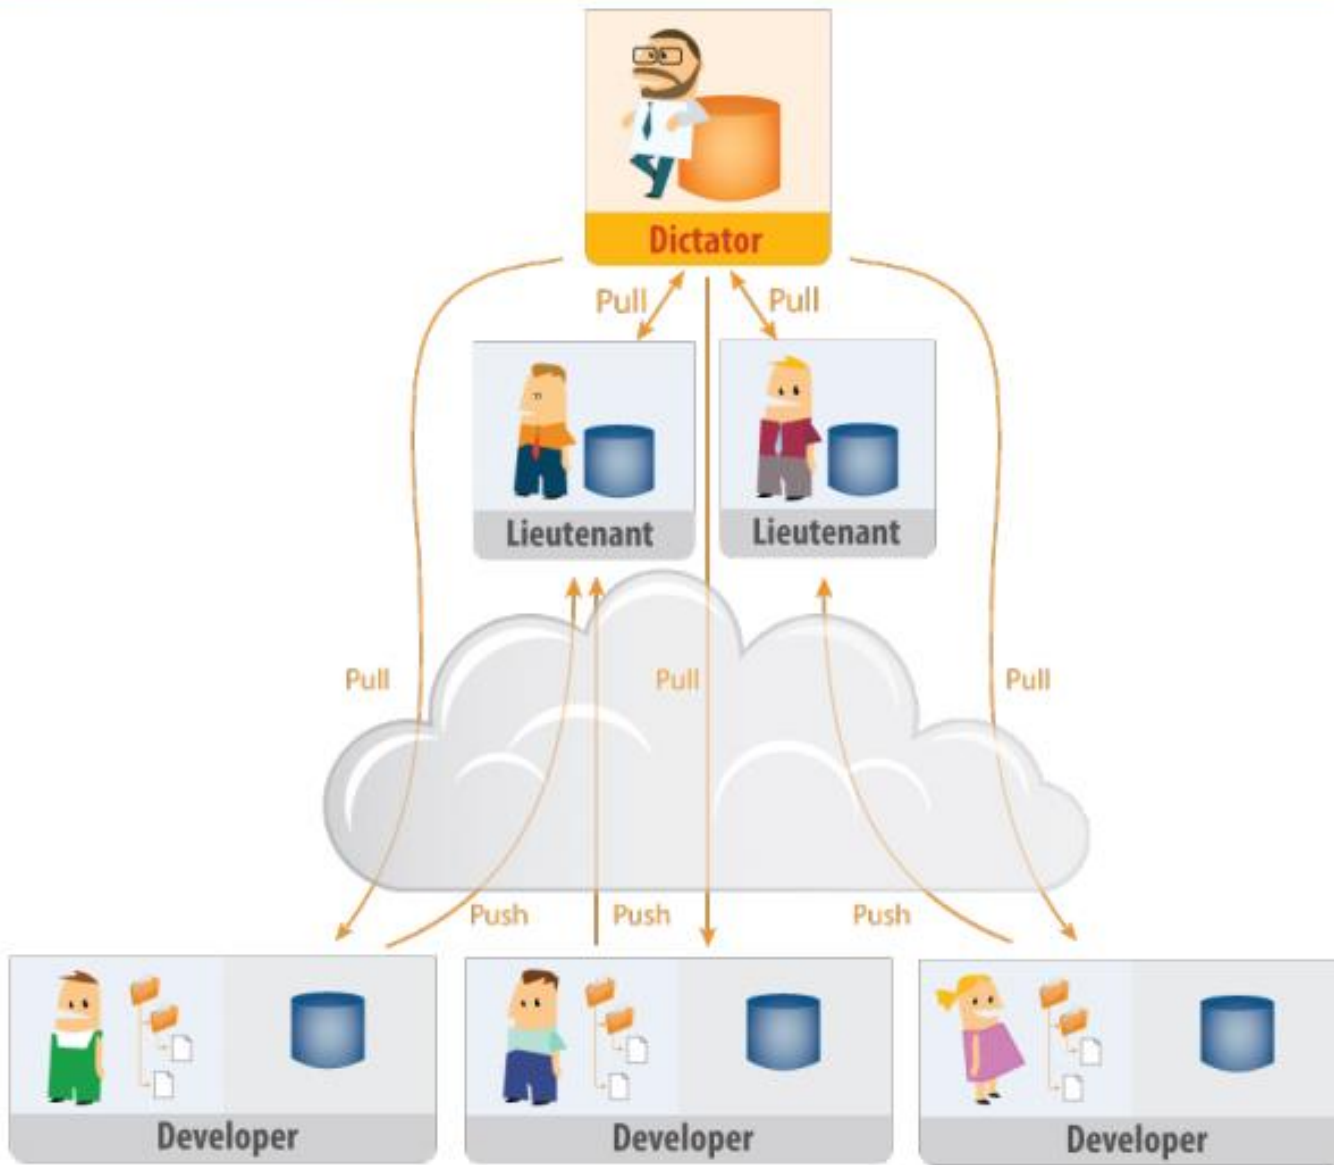 Dictator
Pull
Pull
Lieutenant
Lieutenant
Pull
Pull
Pull
Push
Push
Push
Developer
Developer
Developer